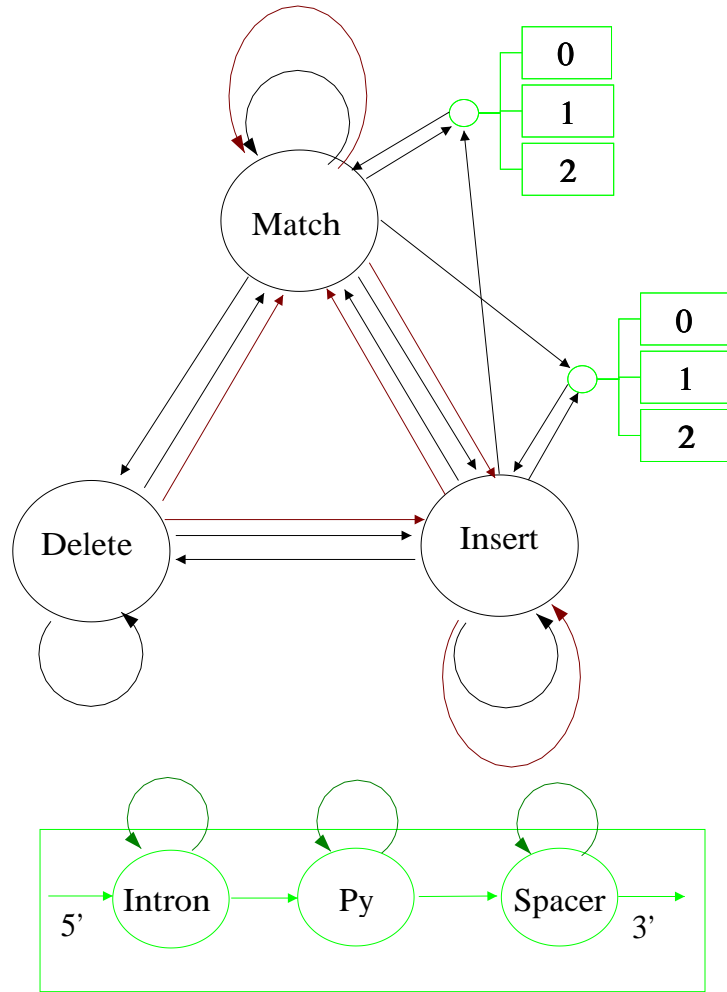 0
1
2
Match
0
1
2
Delete
Insert
Intron
Py
Spacer
5’
3’